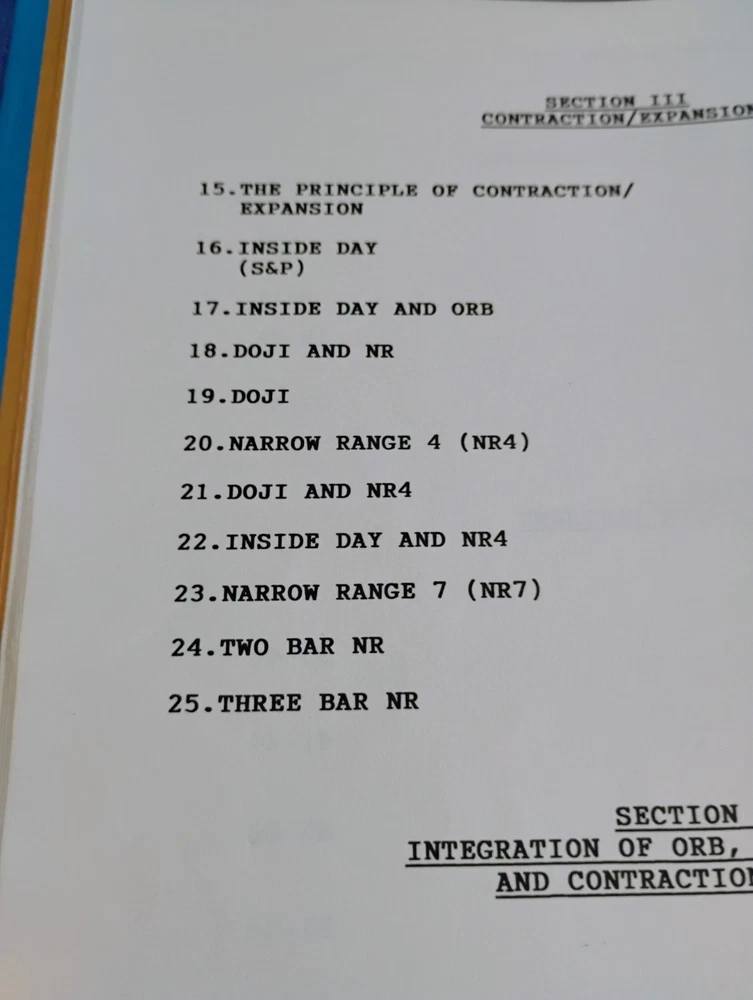 SECTION III
CONTRACTION/EXPANSION
15.THE PRINCIPLE OF CONTRACTION/
EXPANSION
16.INSIDE DAY
(S&P)
17.INSIDE DAY AND ORB
18.DOJI AND NR
19.DOJI
20.NARROW RANGE 4 (NR4)
21.DOJI AND NR4
22.INSIDE DAY AND NR4
23.NARROW RANGE 7 (NR7)
24.TWO BAR NR
25.THREE BAR NR
SECTION
INTEGRATION OF ORB,
AND CONTRACTION